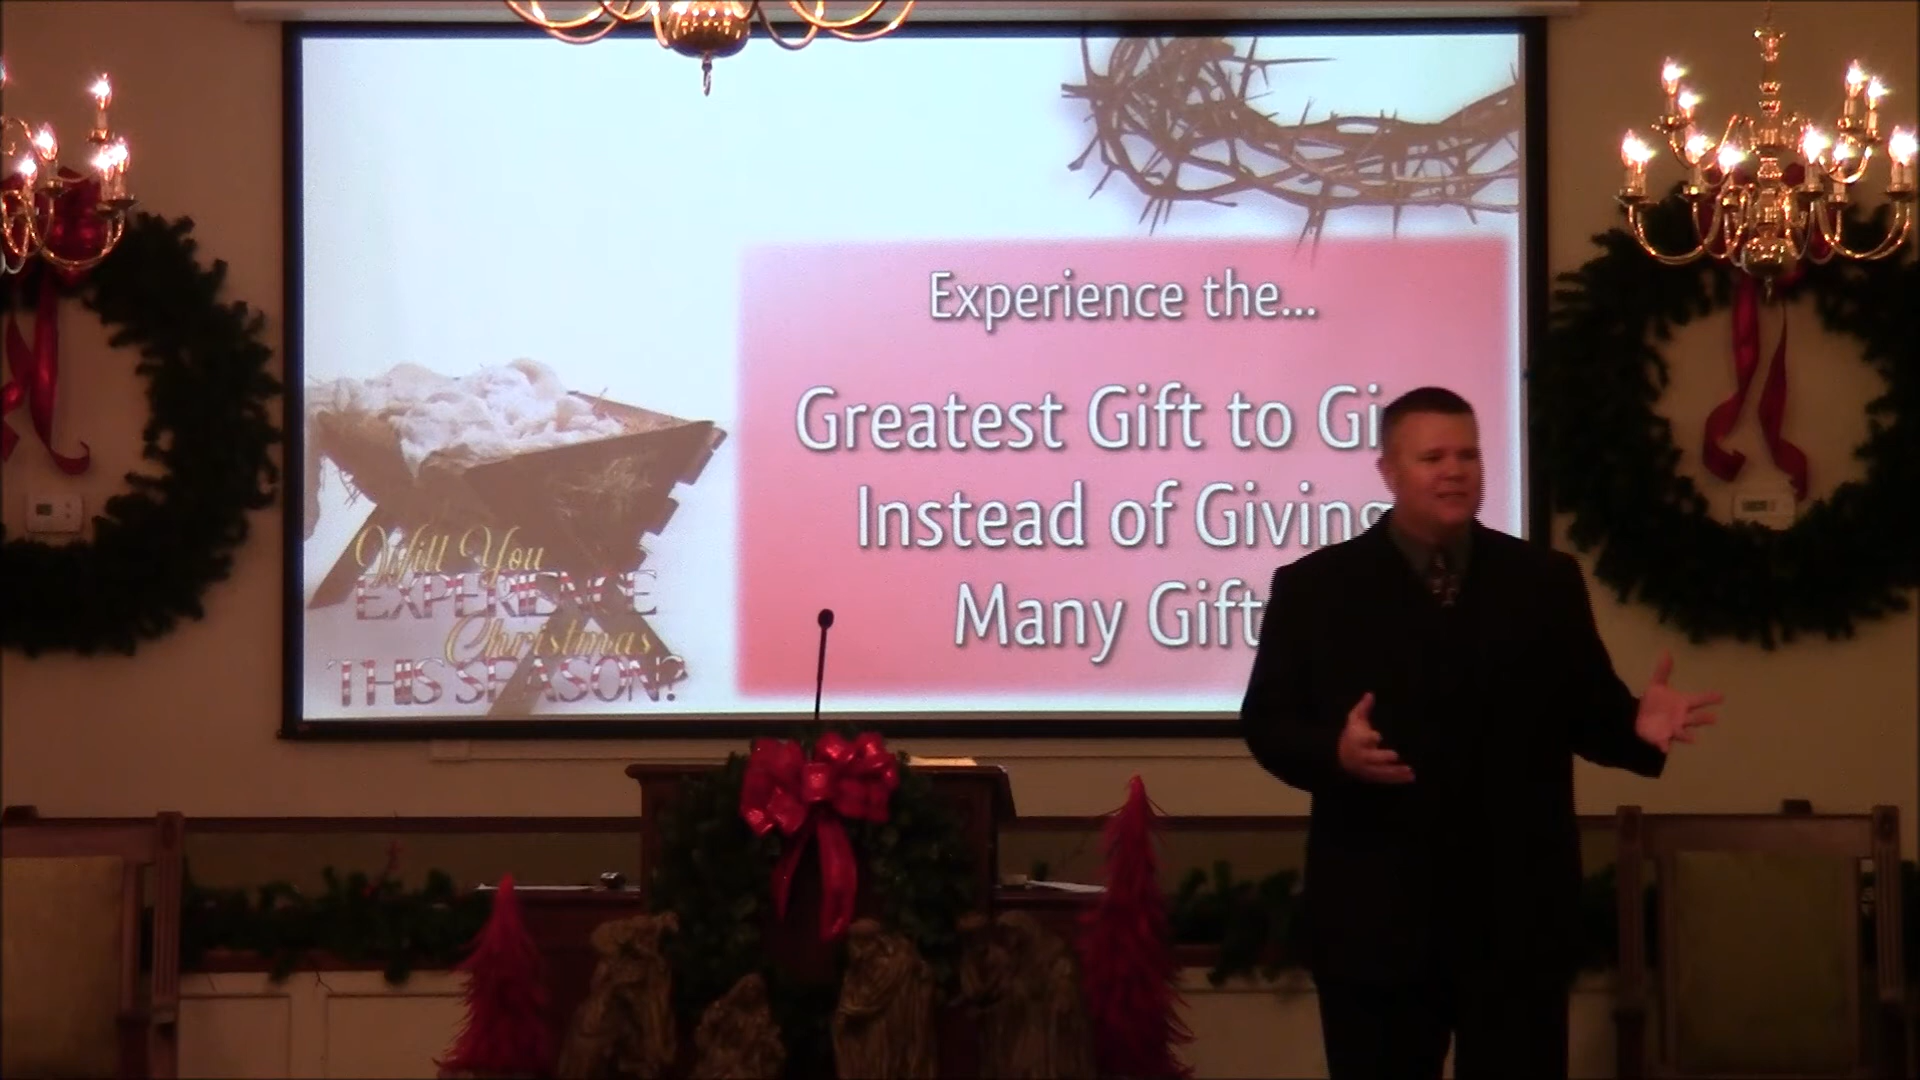 Experience the...
Greatest Gift to Gi
Instead of Giving
Many Gift
Will You
EXPERIENCE
Christmas
THIS SEASON?